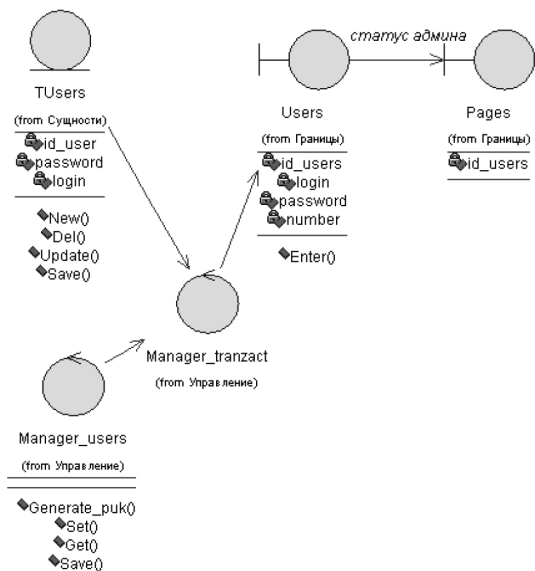 статус админа
TUsers
(from Сущности)
id_user
password
login
New()
Del()
Update()
Save()
Users
(from Границы)
id_users
login
password
number
Enter()
Pages
(from Границы)
id_users
Manager_tranzact
(from Управление)
Manager_users
(from Управление)
Generate_puk()
Set()
Get()
Save()